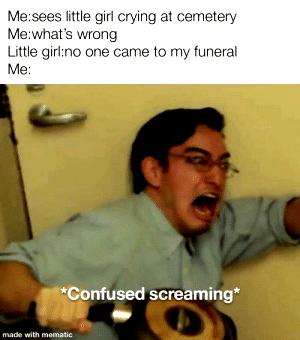 Me:sees little girl crying at cemetery
Me:what's wrong
Little girl:no one came to my funeral
Me:
*Confused screaming*
made with mematic